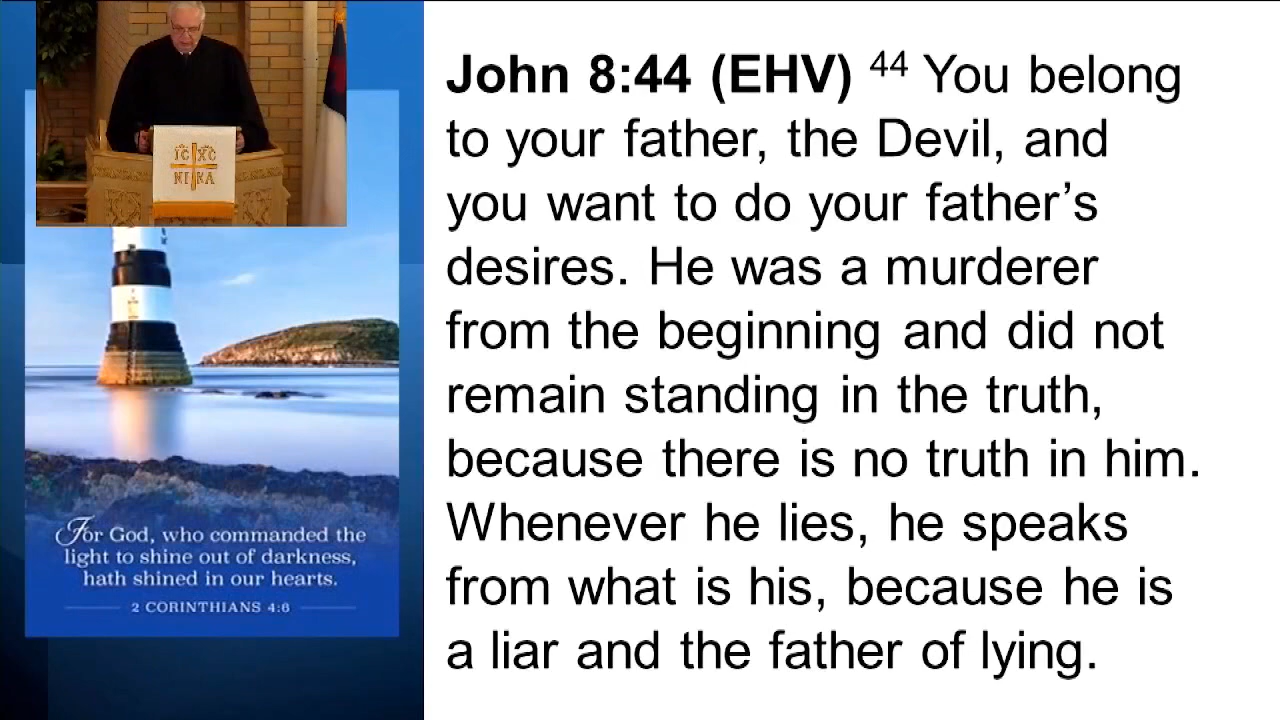 IC XC
NI KA
For God, who commanded the
light to shine out of darkness,
hath shined in our hearts.
2 CORINTHIANS 4:6
John 8:44 (EHV) 44 You belong
to your father, the Devil, and
you want to do your father’s
desires. He was a murderer
from the beginning and did not
remain standing in the truth,
because there is no truth in him.
Whenever he lies, he speaks
from what is his, because he is
a liar and the father of lying.